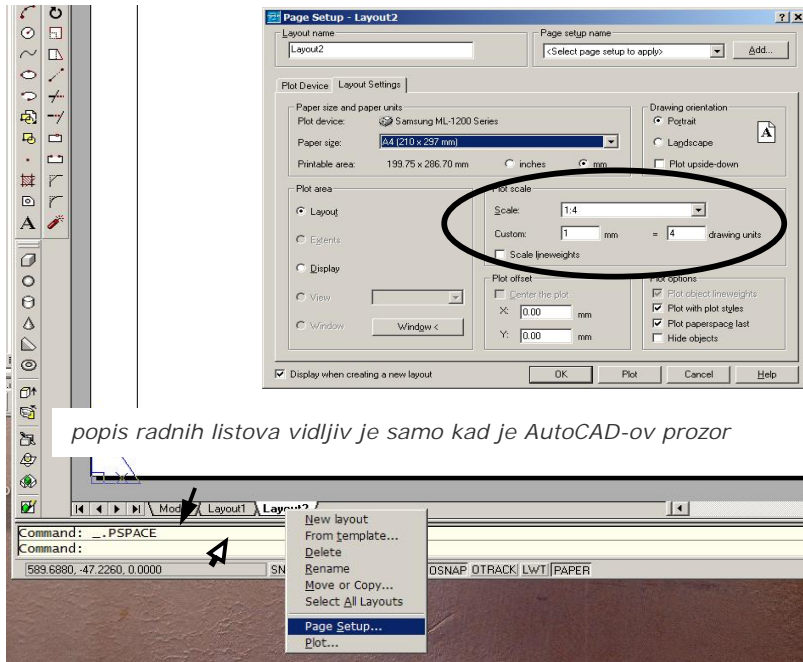 Page Setup - Layout2
Layout name
Layout2
Page setup name
<Select page setup to apply>
Add...
Plot Device
Layout Settings
Paper size and paper units
Plot device: Samsung ML-1200 Series
Paper size: A4 (210 x 297 mm)
Printable area: 199.75 x 286.70 mm
inches
mm
Drawing orientation
Portrait
Landscape
Plot upside-down
A
Plot area
Layout
Extents
Display
View
Window
Window <
Plot scale
Scale: 1:4
Custom: 1 mm = 4 drawing units
Scale lineweights
Plot offset
Center the plot
X: 0.00 mm
Y: 0.00 mm
Plot options
Plot object lineweights
Plot with plot styles
Plot paperspace last
Hide objects
Display when creating a new layout
OK
Plot
Cancel
Help
A
popis radnih listova vidljiv je samo kad je AutoCAD-ov prozor
Layout1
Command: _.PSPACE
Command:
589.6880, -47.2260, 0.0000
OSNAP OTRACK LWT PAPER
New layout
From template...
Delete
Rename
Move or Copy...
Select All Layouts
Page Setup...
Plot...